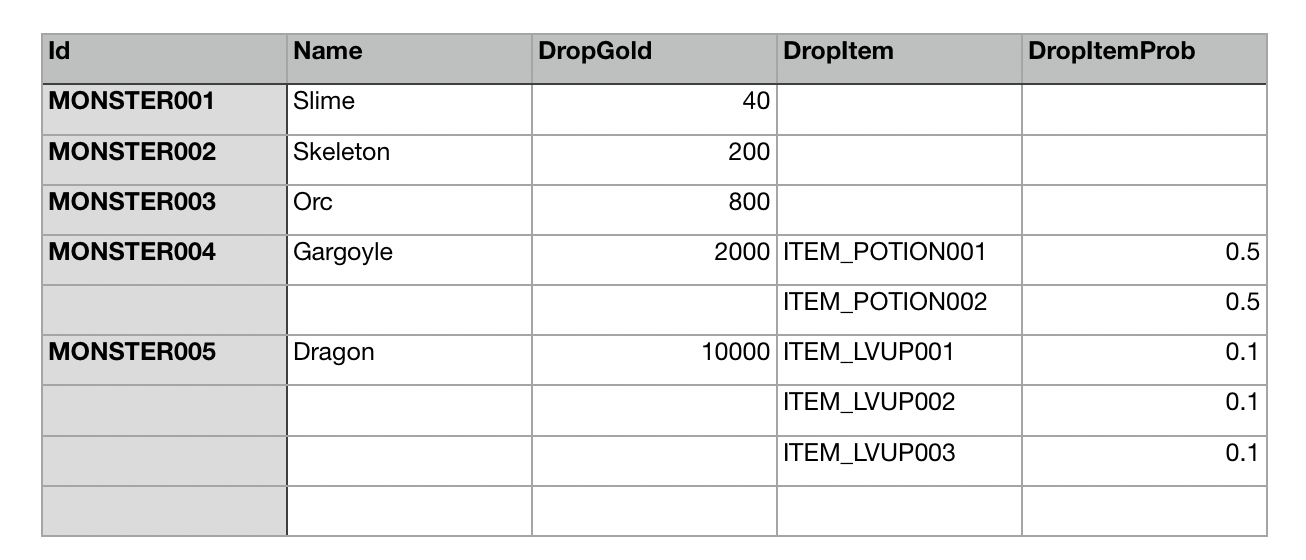 Id Name DropGold DropItem DropItemProb
MONSTER001 Slime 40
MONSTER002 Skeleton 200
MONSTER003 Orc 800
MONSTER004 Gargoyle 2000 ITEM_POTION001 0.5
ITEM_POTION002 0.5
MONSTER005 Dragon 10000 ITEM_LVUP001 0.1
ITEM_LVUP002 0.1
ITEM_LVUP003 0.1